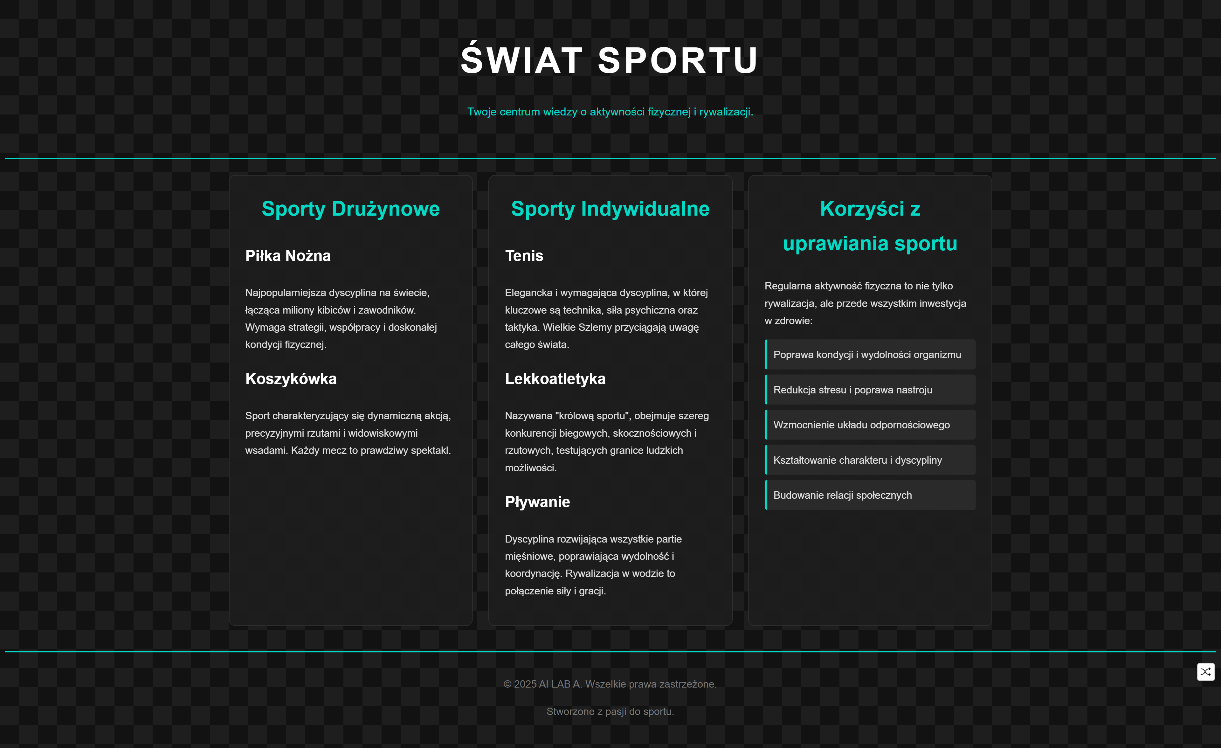 ŚWIAT SPORTU
Twoje centrum wiedzy o aktywności fizycznej i rywalizacji.
Sporty Drużynowe
Piłka Nożna
Najpopularniejsza dyscyplina na świecie,
łącząca miliony kibiców i zawodników.
Wymaga strategii, współpracy i doskonałej
kondycji fizycznej.
Koszykówka
Sport charakteryzujący się dynamiczną akcją,
precyzyjnymi rzutami i widowiskowymi
wsadami. Każdy mecz to prawdziwy spektakl.
Sporty Indywidualne
Tenis
Elegancka i wymagająca dyscyplina, w której
kluczowe są technika, siła psychiczna oraz
taktyka. Wielkie Szlemy przyciągają uwagę
całego świata.
Lekkoatletyka
Nazywana "królową sportu", obejmuje szereg
konkurencji biegowych, skocznościowych i
rzutowych, testujących granice ludzkich
możliwości.
Pływanie
Dyscyplina rozwijająca wszystkie partie
mięśniowe, poprawiająca wydolność i
koordynację. Rywalizacja w wodzie to
połączenie siły i gracji.
Korzyści z
uprawiania sportu
Regularna aktywność fizyczna to nie tylko
rywalizacja, ale przede wszystkim inwestycja
w zdrowie:
Poprawa kondycji i wydolności organizmu
Redukcja stresu i poprawa nastroju
Wzmocnienie układu odpornościowego
Kształtowanie charakteru i dyscypliny
Budowanie relacji społecznych
© 2025 AI LAB A. Wszelkie prawa zastrzeżone.
Stworzone z pasji do sportu.